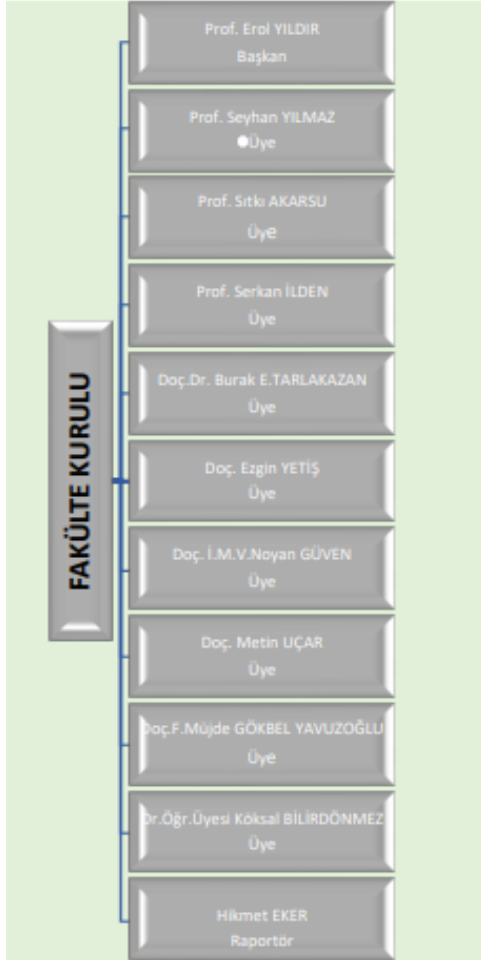 FAKÜLTE KURULU
Prof. Erol YILDIR
Başkan
Prof. Seyhan YILMAZ
●Üye
Prof. Sıtkı AKARSU
Üye
Prof. Serkan İLDEN
Üye
Doç.Dr. Burak E.TARLAKAZAN
Üye
Doç. Ezgin YETİŞ
Üye
Doç. İ.M.V.Noyan GÜVEN
Üye
Doç. Metin UÇAR
Üye
Doç.F.Müjde GÖKBEL YAVUZOĞLU
Üye
Dr.Öğr.Üyesi Köksal BİLİRDÖNMEZ
Üye
Hikmet EKER
Raportör